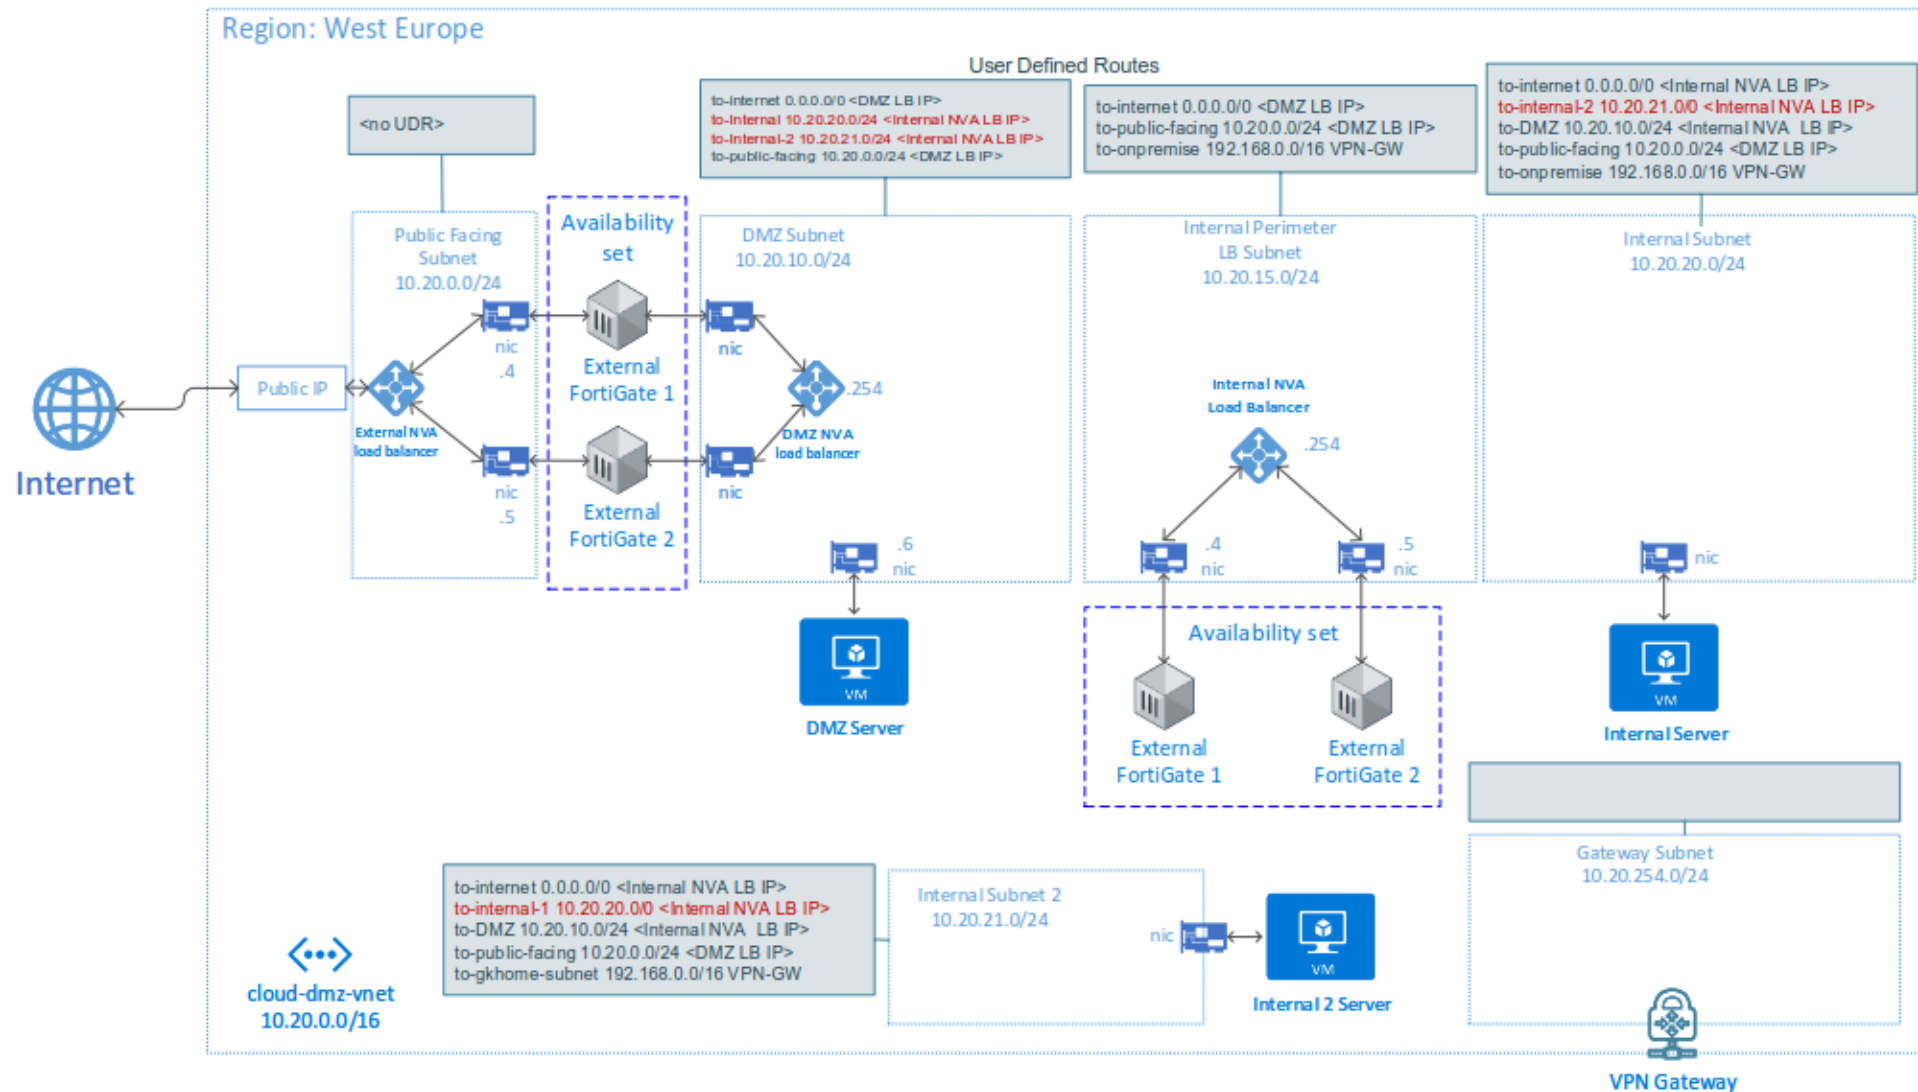 Region: West Europe
User Defined Routes
<no UDR>
to-internet 0.0.0.0/0 <DMZ LB IP>
to-Internal 10.20.20.0/24 <Internal NVA LB IP>
to-Internal-2 10.20.21.0/24 <Internal NVA LB IP>
to-public-facing 10.20.0.0/24 <DMZ LB IP>
to-internet 0.0.0.0/0 <DMZ LB IP>
to-public-facing 10.20.0.0/24 <DMZ LB IP>
to-onpremise 192.168.0.0/16 VPN-GW
to-internet 0.0.0.0/0 <Internal NVA LB IP>
to-internal-2 10.20.21.0/0 <Internal NVA LB IP>
to-DMZ 10.20.10.0/24 <Internal NVA LB IP>
to-public-facing 10.20.0.0/24 <DMZ LB IP>
to-onpremise 192.168.0.0/16 VPN-GW
Public Facing
Subnet
10.20.0.0/24
Availability
set
DMZ Subnet
10.20.10.0/24
Internal Perimeter
LB Subnet
10.20.15.0/24
Internal Subnet
10.20.20.0/24
nic
.4
External
FortiGate 1
nic
Internet
Public IP
External NVA
load balancer
.254
DMZ NVA
load balancer
Internal NVA
Load Balancer
.254
nic
.5
External
FortiGate 2
nic
.6
nic
.4
nic
.5
nic
nic
VM
DMZ Server
Availability set
External
FortiGate 1
External
FortiGate 2
VM
Internal Server
to-internet 0.0.0.0/0 <Internal NVA LB IP>
to-internal-1 10.20.20.0/0 <Internal NVA LB IP>
to-DMZ 10.20.10.0/24 <Internal NVA LB IP>
to-public-facing 10.20.0.0/24 <DMZ LB IP>
to-gkhome-subnet 192.168.0.0/16 VPN-GW
Internal Subnet 2
10.20.21.0/24
nic
VM
Internal 2 Server
Gateway Subnet
10.20.254.0/24
cloud-dmz-vnet
10.20.0.0/16
VPN Gateway